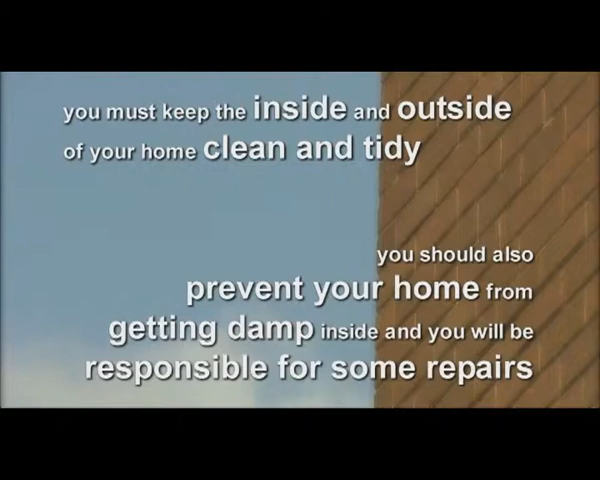 you must keep the inside and outside
of your home clean and tidy
you should also
prevent your home from
getting damp inside and you will be
responsible for some repairs